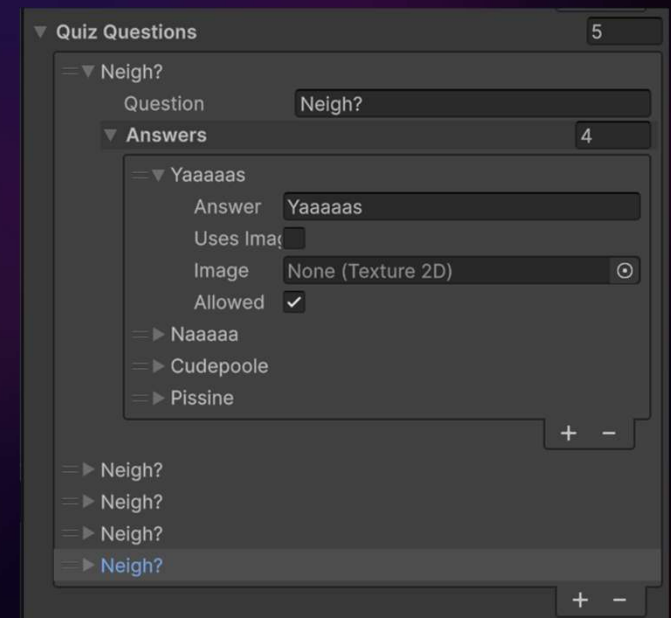 Quiz Questions 5
Neigh?
Question Neigh?
Answers 4
Yaaaaas
Answer Yaaaaas
Uses Imag
Image None (Texture 2D)
Allowed
Naaaaa
Cudepoole
Pissine
+ −
Neigh?
Neigh?
Neigh?
Neigh?
+ −